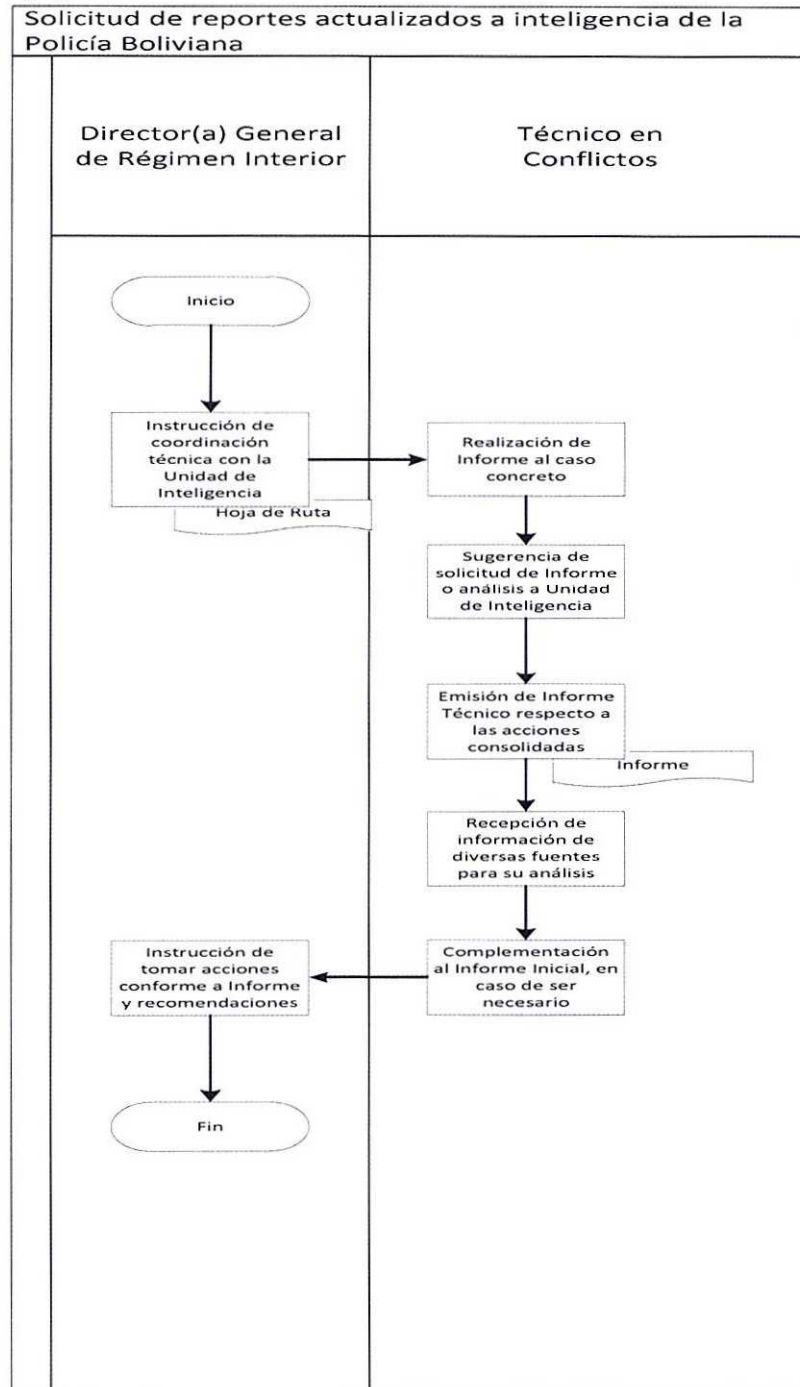 Solicitud de reportes actualizados a inteligencia de la
Policía Boliviana
Director(a) General
de Régimen Interior
Técnico en
Conflictos
Inicio
Instrucción de
coordinación
técnica con la
Unidad de
Inteligencia
Hoja de Ruta
Realización de
Informe al caso
concreto
Sugerencia de
solicitud de Informe
o análisis a Unidad
de Inteligencia
Emisión de Informe
Técnico respecto a
las acciones
consolidadas
Informe
Recepción de
información de
diversas fuentes
para su análisis
Complementación
al Informe Inicial, en
caso de ser
necesario
Instrucción de
tomar acciones
conforme a Informe
y recomendaciones
Fin